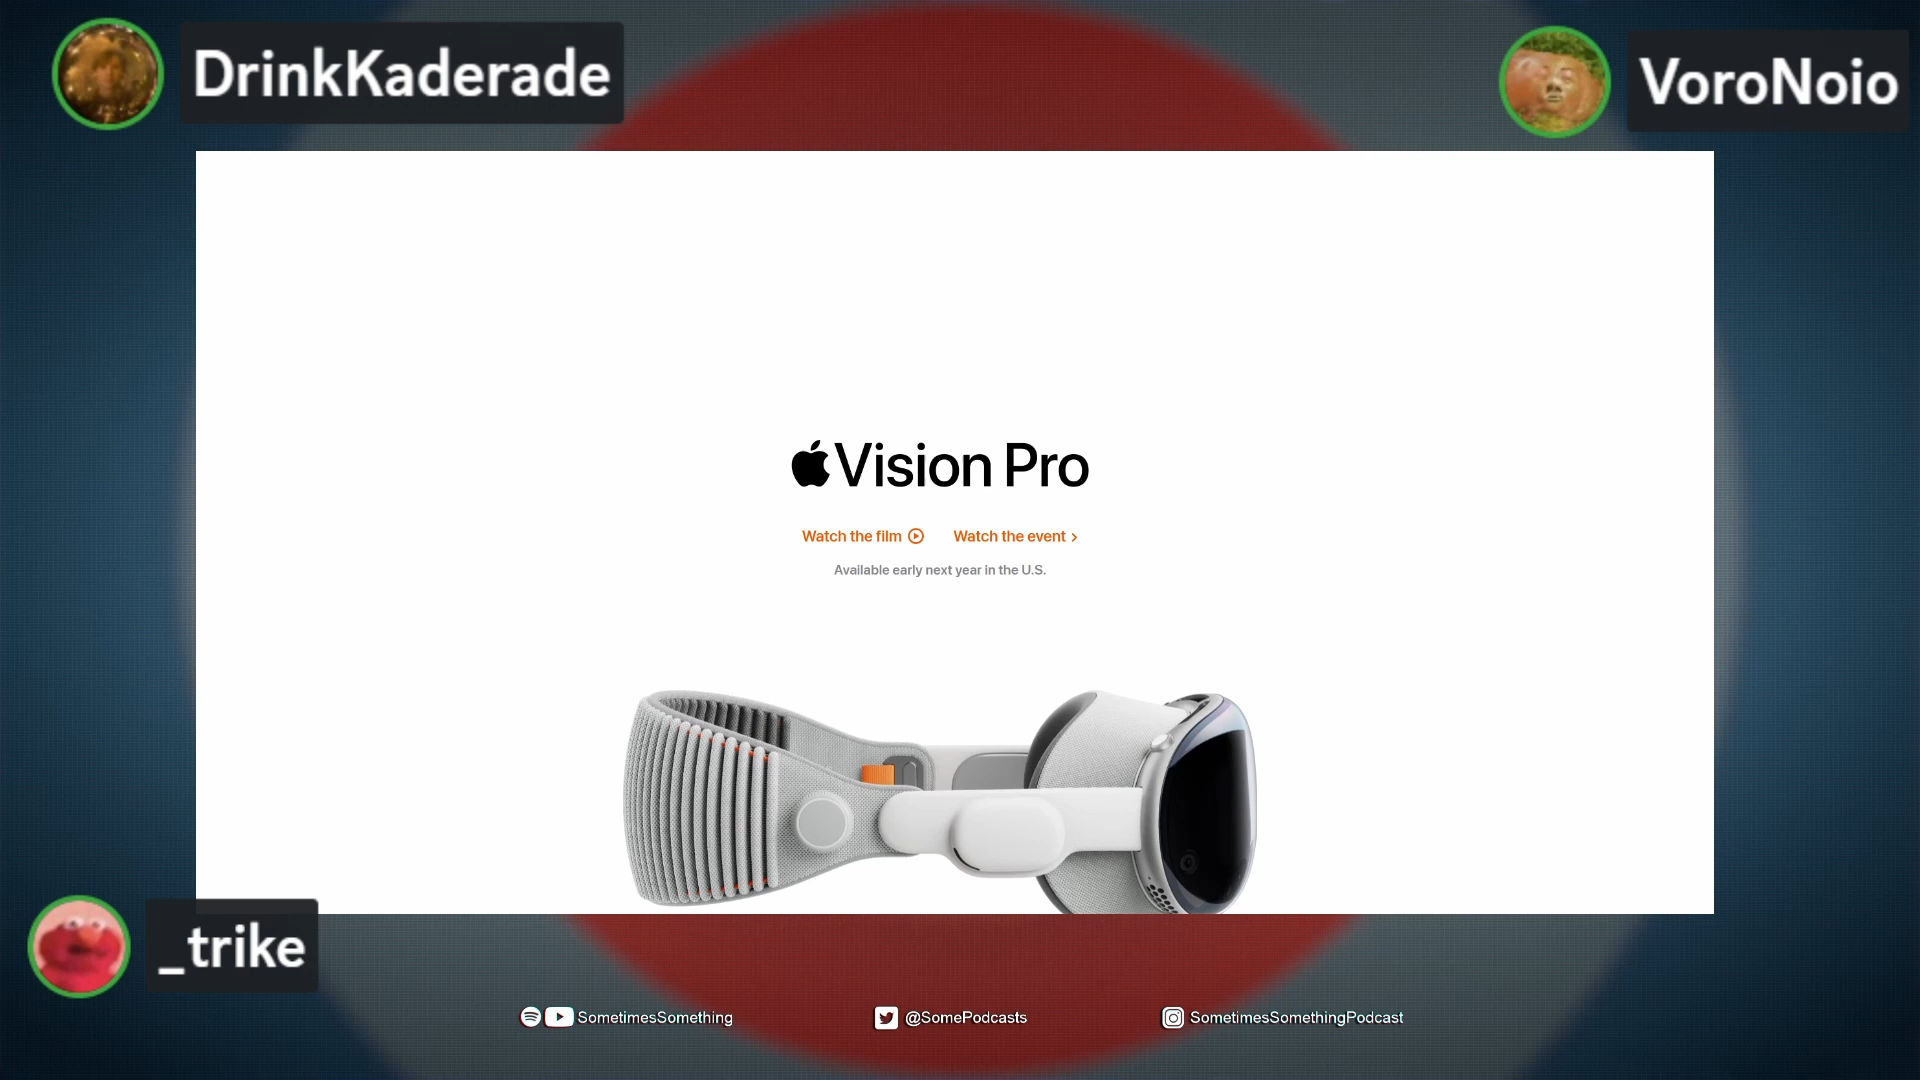 DrinkKaderade
VoroNoio
Vision Pro
Watch the film
Watch the event >
Available early next year in the U.S.
_trike
SometimesSomething
@SomePodcasts
SometimesSomethingPodcast